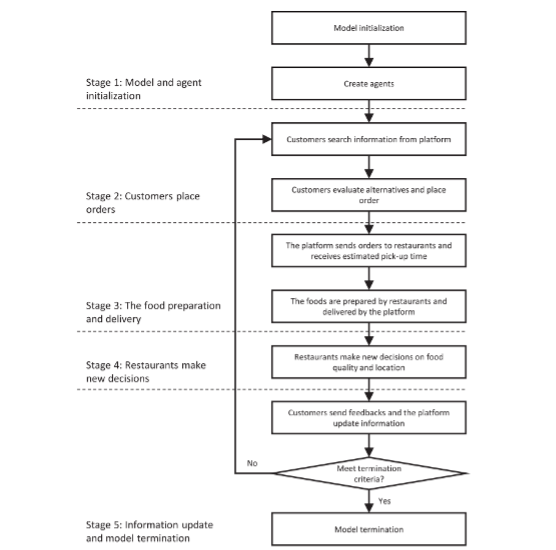 Model initialization
Stage 1: Model and agent
initialization
Create agents
Customers search information from platform
Stage 2: Customers place
orders
Customers evaluate alternatives and place
order
The platform sends orders to restaurants and
receives estimated pick-up time
Stage 3: The food preparation
and delivery
The foods are prepared by restaurants and
delivered by the platform
Stage 4: Restaurants make
new decisions
Restaurants make new decisions on food
quality and location
Customers send feedbacks and the platform
update information
No
Meet termination
criteria?
Yes
Stage 5: Information update
and model termination
Model termination